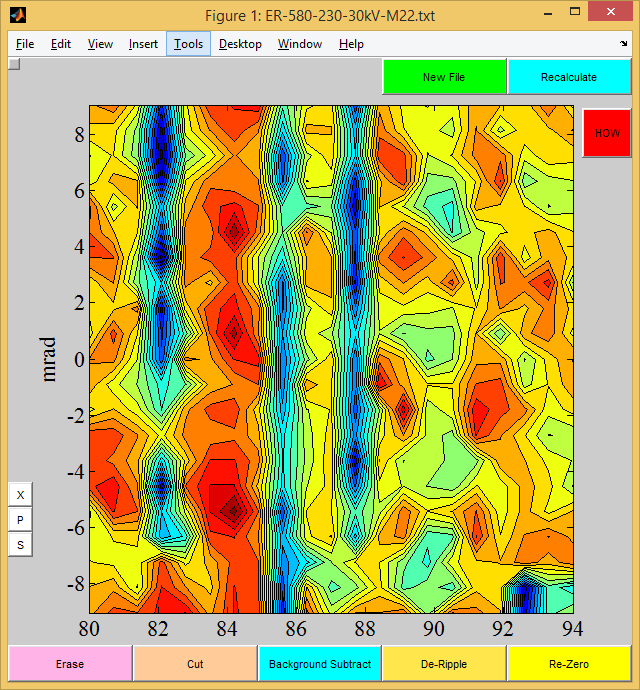 Figure 1: ER-580-230-30kV-M22.txt
File Edit View Insert Tools Desktop Window Help
New File Recalculate
HOW
8
6
4
2
0
-2
-4
-6
-8
mrad
X
P
S
80 82 84 86 88 90 92 94
Erase Cut Background Subtract De-Ripple Re-Zero